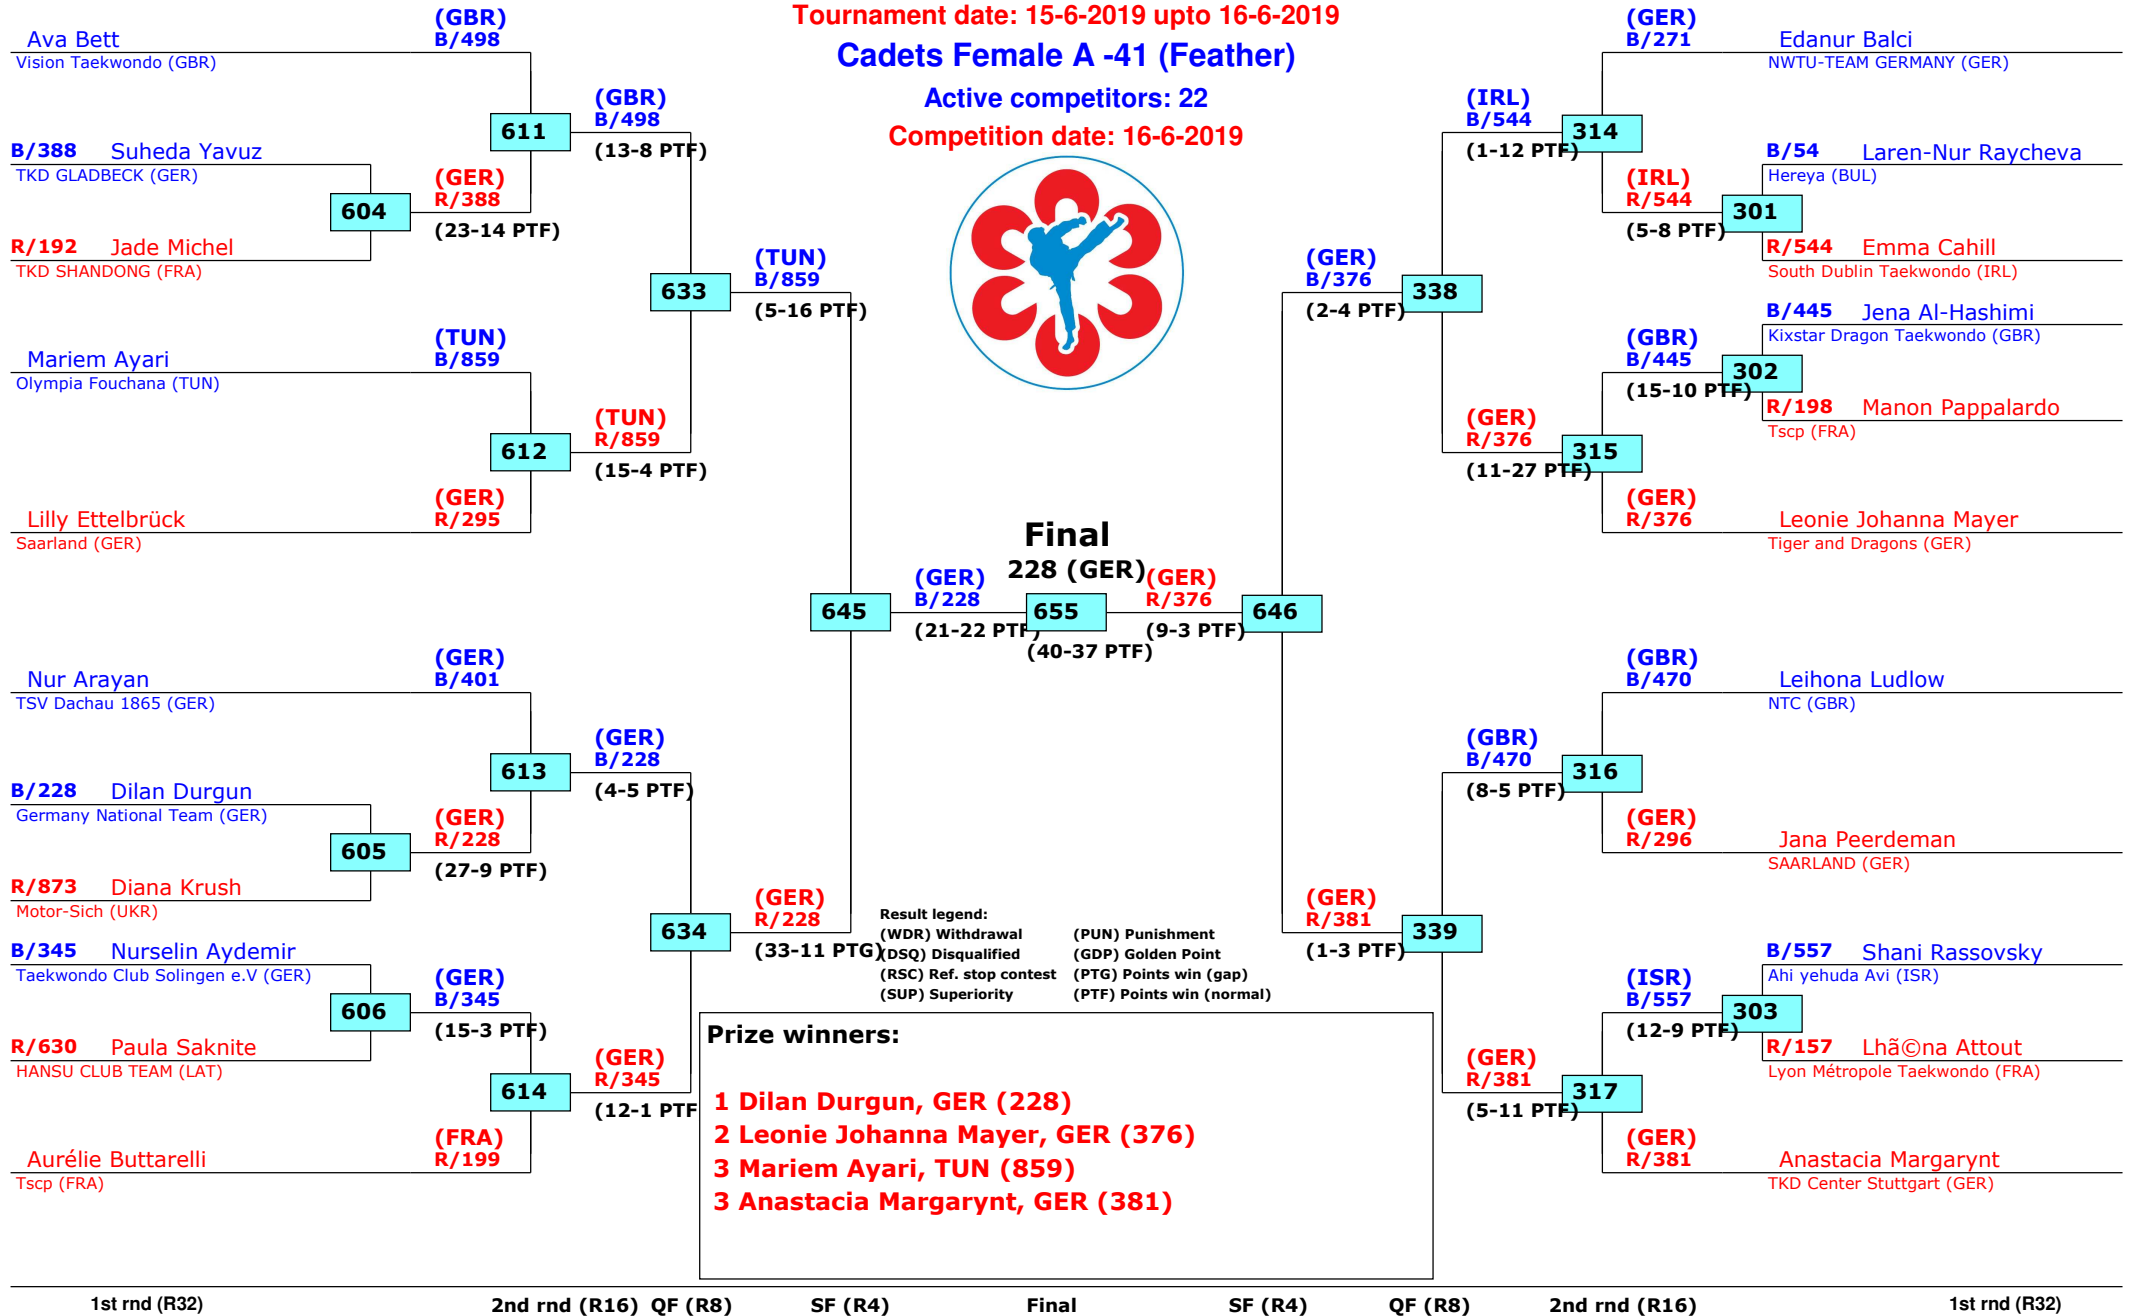 Tournament date: 15-6-2019 upto 16-6-2019
Cadets Female A -41 (Feather)
Active competitors: 22
Competition date: 16-6-2019
Ava Bett
Vision Taekwondo (GBR)
(GBR)
B/498
B/388 Suheda Yavuz
TKD GLADBECK (GER)
604
R/192 Jade Michel
TKD SHANDONG (FRA)
(GER)
R/388
(23-14 PTF)
611
(GBR)
B/498
(13-8 PTF)
Mariem Ayari
Olympia Fouchana (TUN)
(TUN)
B/859
612
(TUN)
R/859
(15-4 PTF)
Lilly Ettelbrück
Saarland (GER)
(GER)
R/295
633
(TUN)
B/859
(5-16 PTF)
Nur Arayan
TSV Dachau 1865 (GER)
(GER)
B/401
B/228 Dilan Durgun
Germany National Team (GER)
605
R/873 Diana Krush
Motor-Sich (UKR)
(GER)
R/228
(27-9 PTF)
613
(GER)
B/228
(4-5 PTF)
B/345 Nurselin Aydemir
Taekwondo Club Solingen e.V (GER)
606
R/630 Paula Saknite
HANSU CLUB TEAM (LAT)
(GER)
B/345
(15-3 PTF)
614
(GER)
R/345
(12-1 PTF
Aurélie Buttarelli
Tscp (FRA)
(FRA)
R/199
634
(GER)
R/228
(33-11 PTG)
645
(GER)
B/228
(21-22 PTF)
Final
228 (GER)
655
(40-37 PTF)
(GER)
R/376
(9-3 PTF)
646
(GER)
B/376
(2-4 PTF)
338
(IRL)
B/544
(1-12 PTF)
314
(GER)
B/271
Edanur Balci
NWTU-TEAM GERMANY (GER)
(IRL)
R/544
(5-8 PTF)
301
B/54 Laren-Nur Raycheva
Hereya (BUL)
R/544 Emma Cahill
South Dublin Taekwondo (IRL)
(GER)
R/376
(11-27 PTF)
315
(GBR)
B/445
(15-10 PTF)
302
B/445 Jena Al-Hashimi
Kixstar Dragon Taekwondo (GBR)
R/198 Manon Pappalardo
Tscp (FRA)
(GER)
R/376
Leonie Johanna Mayer
Tiger and Dragons (GER)
(GER)
R/381
(1-3 PTF)
339
(GBR)
B/470
(8-5 PTF)
316
(GBR)
B/470
Leihona Ludlow
NTC (GBR)
(GER)
R/296
Jana Peerdeman
SAARLAND (GER)
(GER)
R/381
(5-11 PTF)
317
(ISR)
B/557
(12-9 PTF)
303
B/557 Shani Rassovsky
Ahi yehuda Avi (ISR)
R/157 Lhã©na Attout
Lyon Métropole Taekwondo (FRA)
(GER)
R/381
Anastacia Margarynt
TKD Center Stuttgart (GER)
Result legend:
(WDR) Withdrawal (PUN) Punishment
(DSQ) Disqualified (GDP) Golden Point
(RSC) Ref. stop contest (PTG) Points win (gap)
(SUP) Superiority (PTF) Points win (normal)
Prize winners:
1 Dilan Durgun, GER (228)
2 Leonie Johanna Mayer, GER (376)
3 Mariem Ayari, TUN (859)
3 Anastacia Margarynt, GER (381)
1st rnd (R32) 2nd rnd (R16) QF (R8) SF (R4) Final SF (R4) QF (R8) 2nd rnd (R16) 1st rnd (R32)